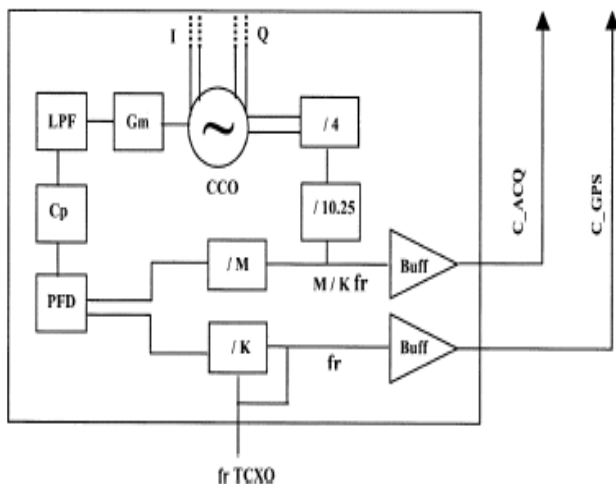 I Q
LPF Gm / 4
CCO
Cp / 10.25
C_ACQ
C_GPS
/ M Buff
PFD M / K fr
/ K fr Buff
fr TCXO